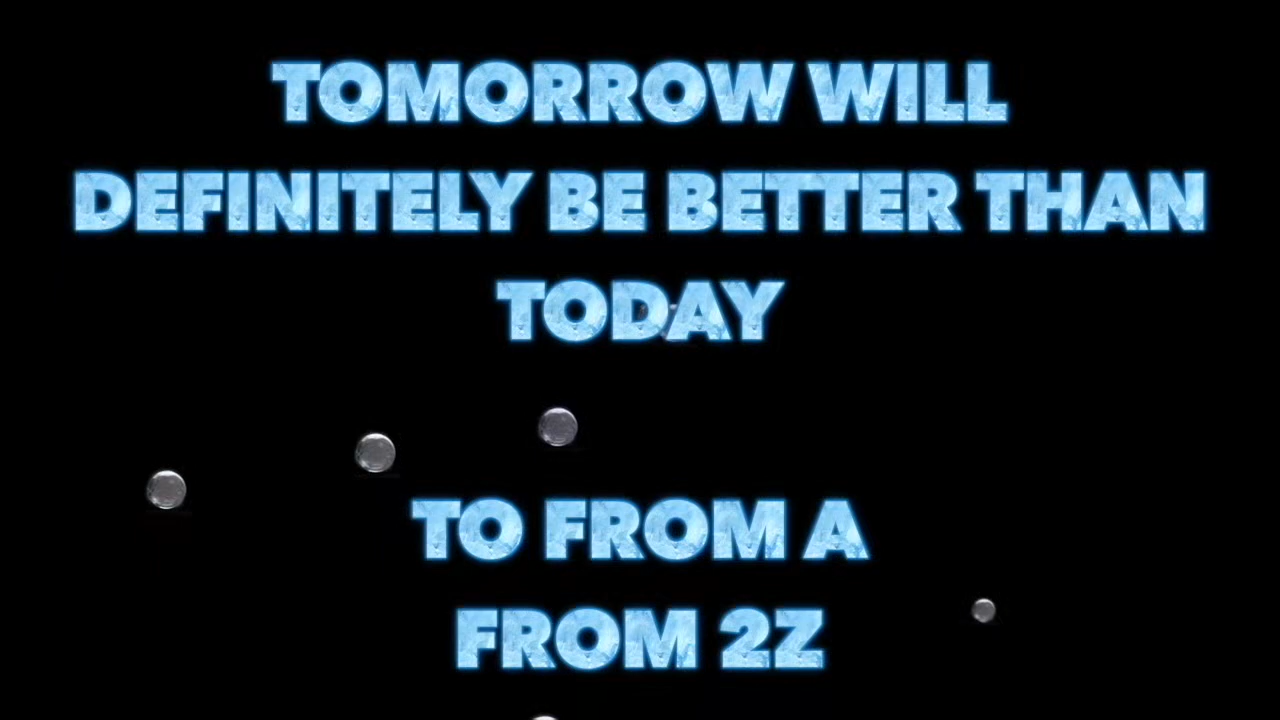 TOMORROW WILL
DEFINITELY BE BETTER THAN
TODAY
TO FROM A
FROM 2Z